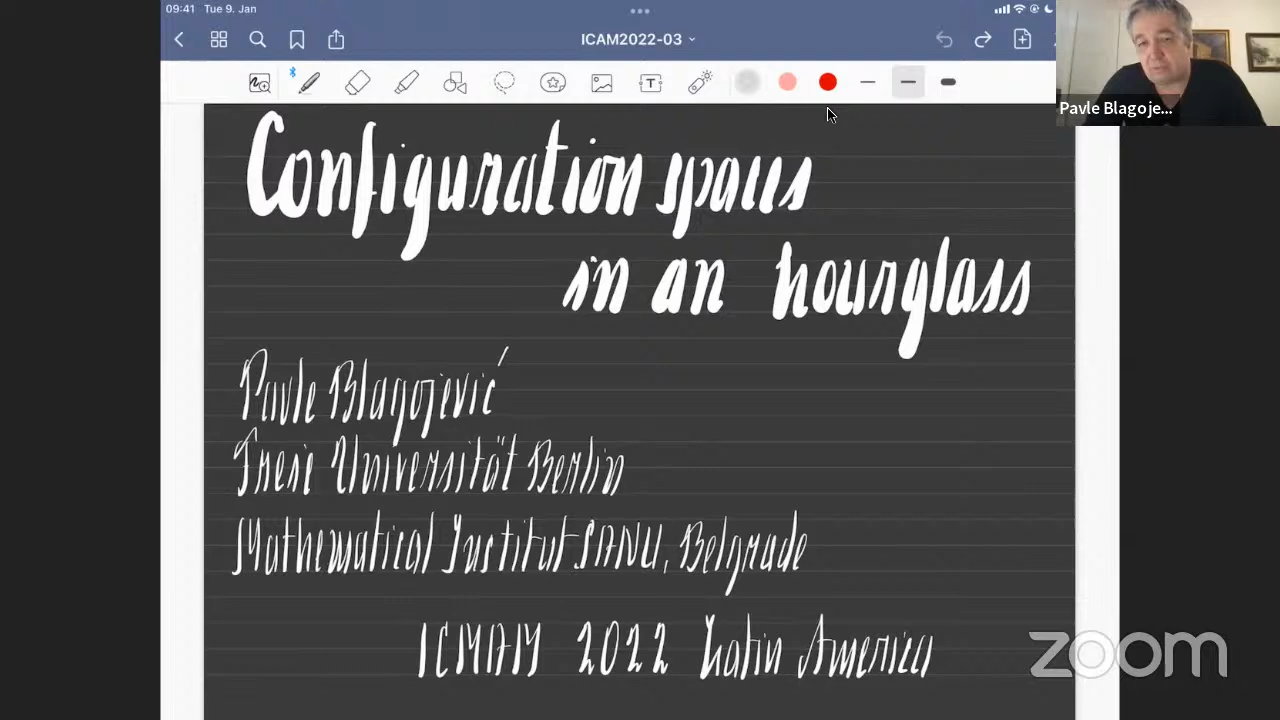 09:41 Tue 9. Jan
ICAM2022-03
T
Pavle Blagoje...
Configuration spaces
in an hourglass
Pavle Blagojević
Freie Universität Berlin
Mathematical Institut SANU, Belgrade
ICMAM 2022 Latin America
zoom